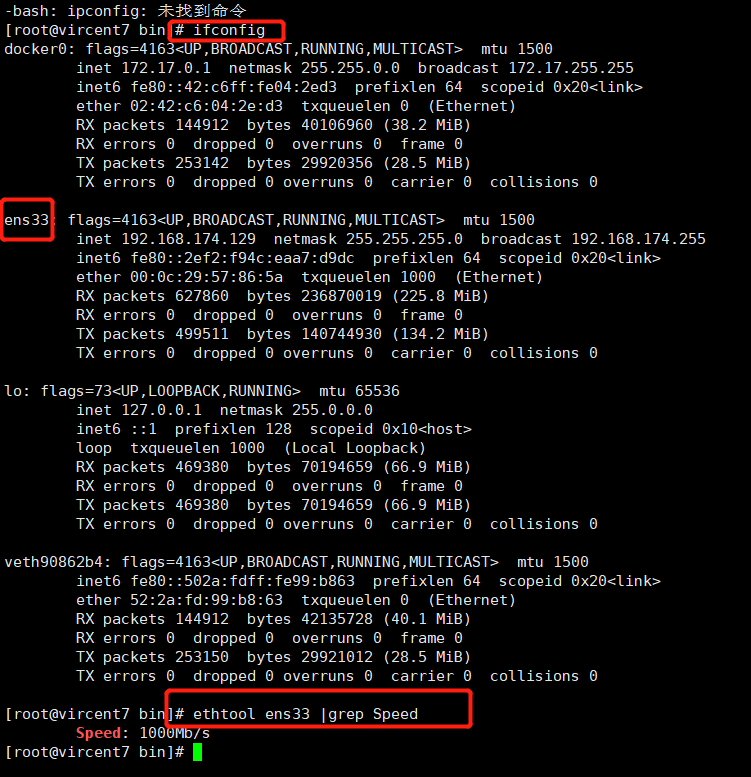 -bash: ipconfig: 未找到命令
[root@vircent7 bin]# ifconfig
docker0: flags=4163<UP,BROADCAST,RUNNING,MULTICAST>  mtu 1500
        inet 172.17.0.1  netmask 255.255.0.0  broadcast 172.17.255.255
        inet6 fe80::42:c6ff:fe04:2ed3  prefixlen 64  scopeid 0x20<link>
        ether 02:42:c6:04:2e:d3  txqueuelen 0  (Ethernet)
        RX packets 144912  bytes 40106960 (38.2 MiB)
        RX errors 0  dropped 0  overruns 0  frame 0
        TX packets 253142  bytes 29920356 (28.5 MiB)
        TX errors 0  dropped 0 overruns 0  carrier 0  collisions 0

ens33: flags=4163<UP,BROADCAST,RUNNING,MULTICAST>  mtu 1500
        inet 192.168.174.129  netmask 255.255.255.0  broadcast 192.168.174.255
        inet6 fe80::2ef2:f94c:eaa7:d9dc  prefixlen 64  scopeid 0x20<link>
        ether 00:0c:29:57:86:5a  txqueuelen 1000  (Ethernet)
        RX packets 627860  bytes 236870019 (225.8 MiB)
        RX errors 0  dropped 0  overruns 0  frame 0
        TX packets 499511  bytes 140744930 (134.2 MiB)
        TX errors 0  dropped 0 overruns 0  carrier 0  collisions 0

lo: flags=73<UP,LOOPBACK,RUNNING>  mtu 65536
        inet 127.0.0.1  netmask 255.0.0.0
        inet6 ::1  prefixlen 128  scopeid 0x10<host>
        loop  txqueuelen 1000  (Local Loopback)
        RX packets 469380  bytes 70194659 (66.9 MiB)
        RX errors 0  dropped 0  overruns 0  frame 0
        TX packets 469380  bytes 70194659 (66.9 MiB)
        TX errors 0  dropped 0 overruns 0  carrier 0  collisions 0

veth90862b4: flags=4163<UP,BROADCAST,RUNNING,MULTICAST>  mtu 1500
        inet6 fe80::502a:fdff:fe99:b863  prefixlen 64  scopeid 0x20<link>
        ether 52:2a:fd:99:b8:63  txqueuelen 0  (Ethernet)
        RX packets 144912  bytes 42135728 (40.1 MiB)
        RX errors 0  dropped 0  overruns 0  frame 0
        TX packets 253150  bytes 29921012 (28.5 MiB)
        TX errors 0  dropped 0 overruns 0  carrier 0  collisions 0

[root@vircent7 bin]# ethtool ens33 |grep Speed
        Speed: 1000Mb/s
[root@vircent7 bin]#